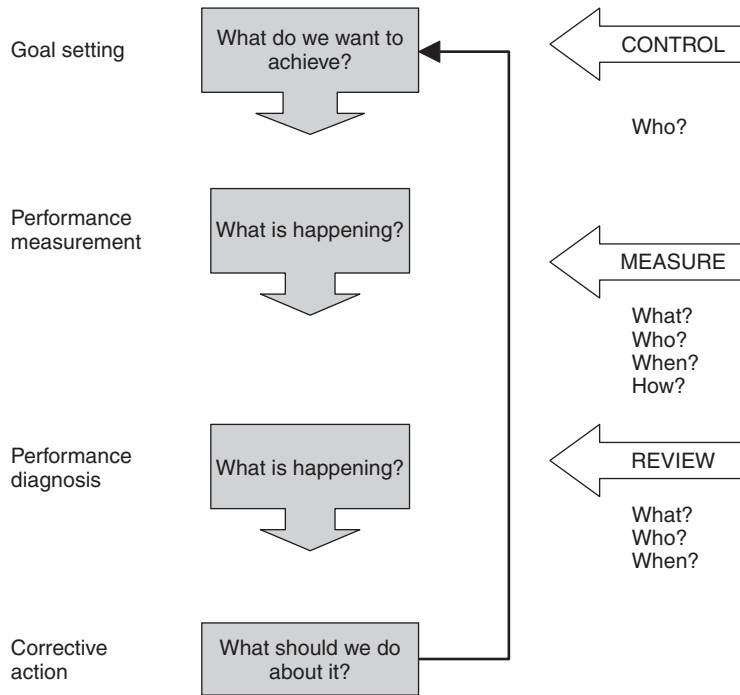 Goal setting
What do we want to
achieve?
CONTROL
Who?
Performance
measurement
What is happening?
MEASURE
What?
Who?
When?
How?
Performance
diagnosis
What is happening?
REVIEW
What?
Who?
When?
Corrective
action
What should we do
about it?